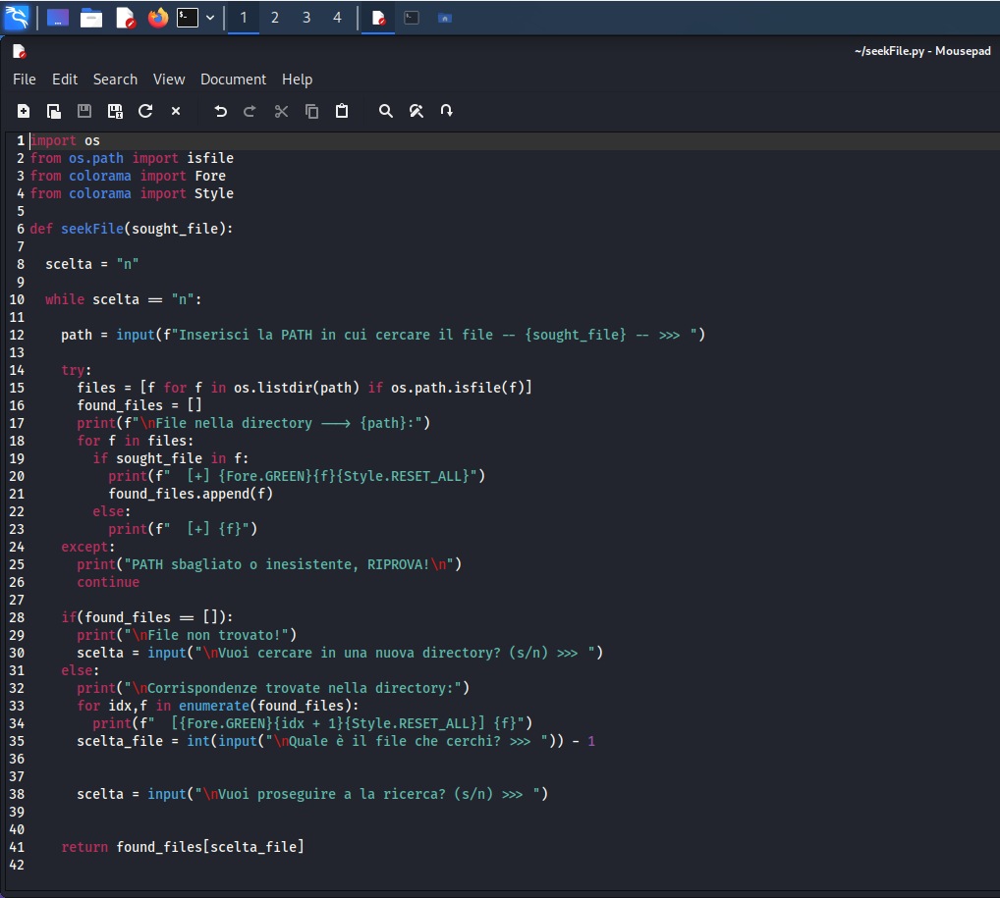 1 2 3 4
~/seekFile.py - Mousepad
File Edit Search View Document Help
1 import os
2 from os.path import isfile
3 from colorama import Fore
4 from colorama import Style
5
6 def seekFile(sought_file):
7
8   scelta = "n"
9
10   while scelta == "n":
11
12     path = input(f"Inserisci la PATH in cui cercare il file -- {sought_file} -- >>> ")
13
14     try:
15       files = [f for f in os.listdir(path) if os.path.isfile(f)]
16       found_files = []
17       print(f"\nFile nella directory ---> {path}:")
18       for f in files:
19         if sought_file in f:
20           print(f"  [+] {Fore.GREEN}{f}{Style.RESET_ALL}")
21           found_files.append(f)
22         else:
23           print(f"  [+] {f}")
24     except:
25       print("PATH sbagliato o inesistente, RIPROVA!\n")
26       continue
27
28     if(found_files == []):
29       print("\nFile non trovato!")
30       scelta = input("\nVuoi cercare in una nuova directory? (s/n) >>> ")
31     else:
32       print("\nCorrispondenze trovate nella directory:")
33       for idx,f in enumerate(found_files):
34         print(f"  [{Fore.GREEN}{idx + 1}{Style.RESET_ALL}] {f}")
35       scelta_file = int(input("\nQuale è il file che cerchi? >>> ")) - 1
36
37
38       scelta = input("\nVuoi proseguire a la ricerca? (s/n) >>> ")
39
40
41     return found_files[scelta_file]
42